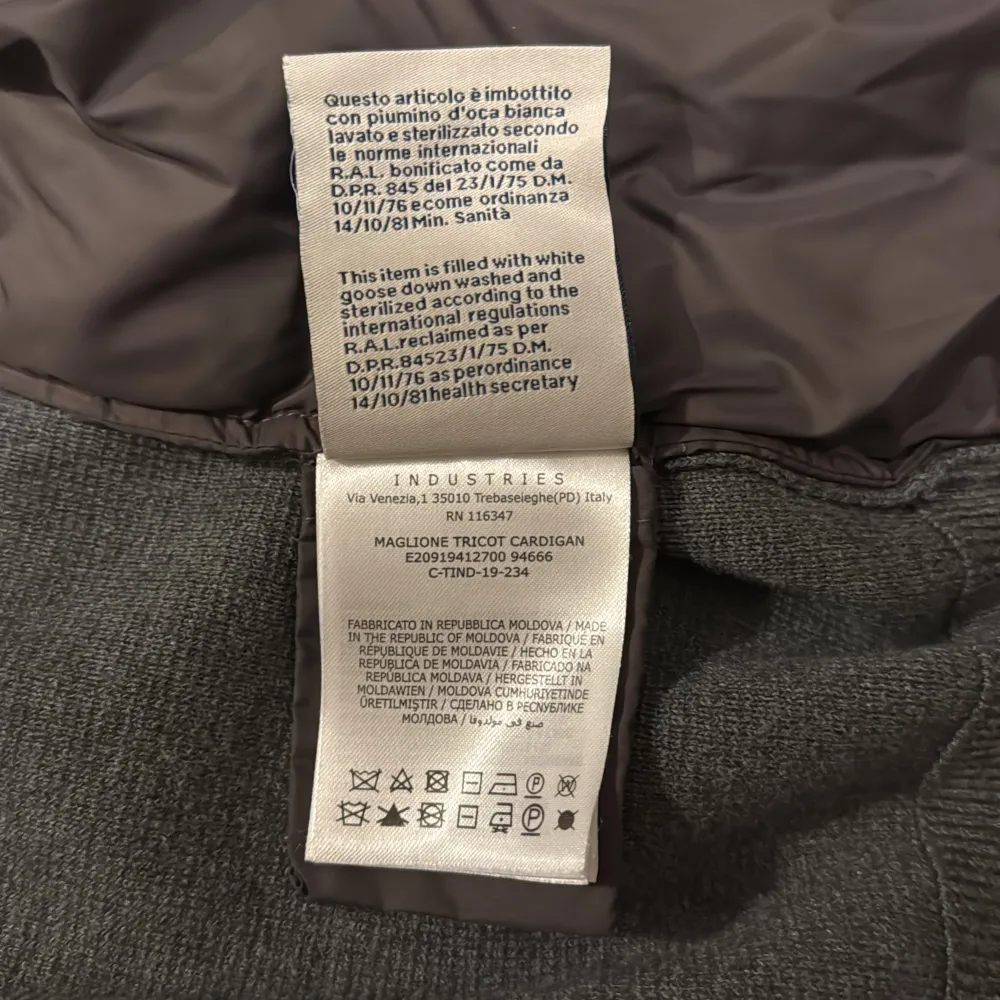 Questo articolo è imbottito
con piumino d'oca bianca
lavato e sterilizzato secondo
le norme internazionali
R.A.L. bonificato come da
D.P.R. 845 del 23/1/75 D.M.
10/11/76 e come ordinanza
14/10/81 Min. Sanità
This item is filled with white
goose down washed and
sterilized according to the
international regulations
R.A.L. reclaimed as per
D.P.R. 84523/1/75 D.M.
10/11/76 as perordinance
14/10/81 health secretary
INDUSTRIES
Via Venezia,1 35010 Trebaseieghe(PD) Italy
RN 116347
MAGLIONE TRICOT CARDIGAN
E20919412700 94666
C-TIND-19-234
FABBRICATO IN REPUBBLICA MOLDOVA / MADE
IN THE REPUBLIC OF MOLDOVA / FABRIQUÉ EN
RÉPUBLIQUE DE MOLDAVIE / HECHO EN LA
REPÚBLICA DE MOLDAVIA / FABRICADO NA
REPÚBLICA MOLDAVA / HERGESTELLT IN
MOLDAWIEN / MOLDOVA CUMHURIYETINDE
ÜRETILMIŞTIR / СДЕЛАНО В РЕСПУБЛИКЕ
МОЛДОВА / صنع في مولدوفا
P
P